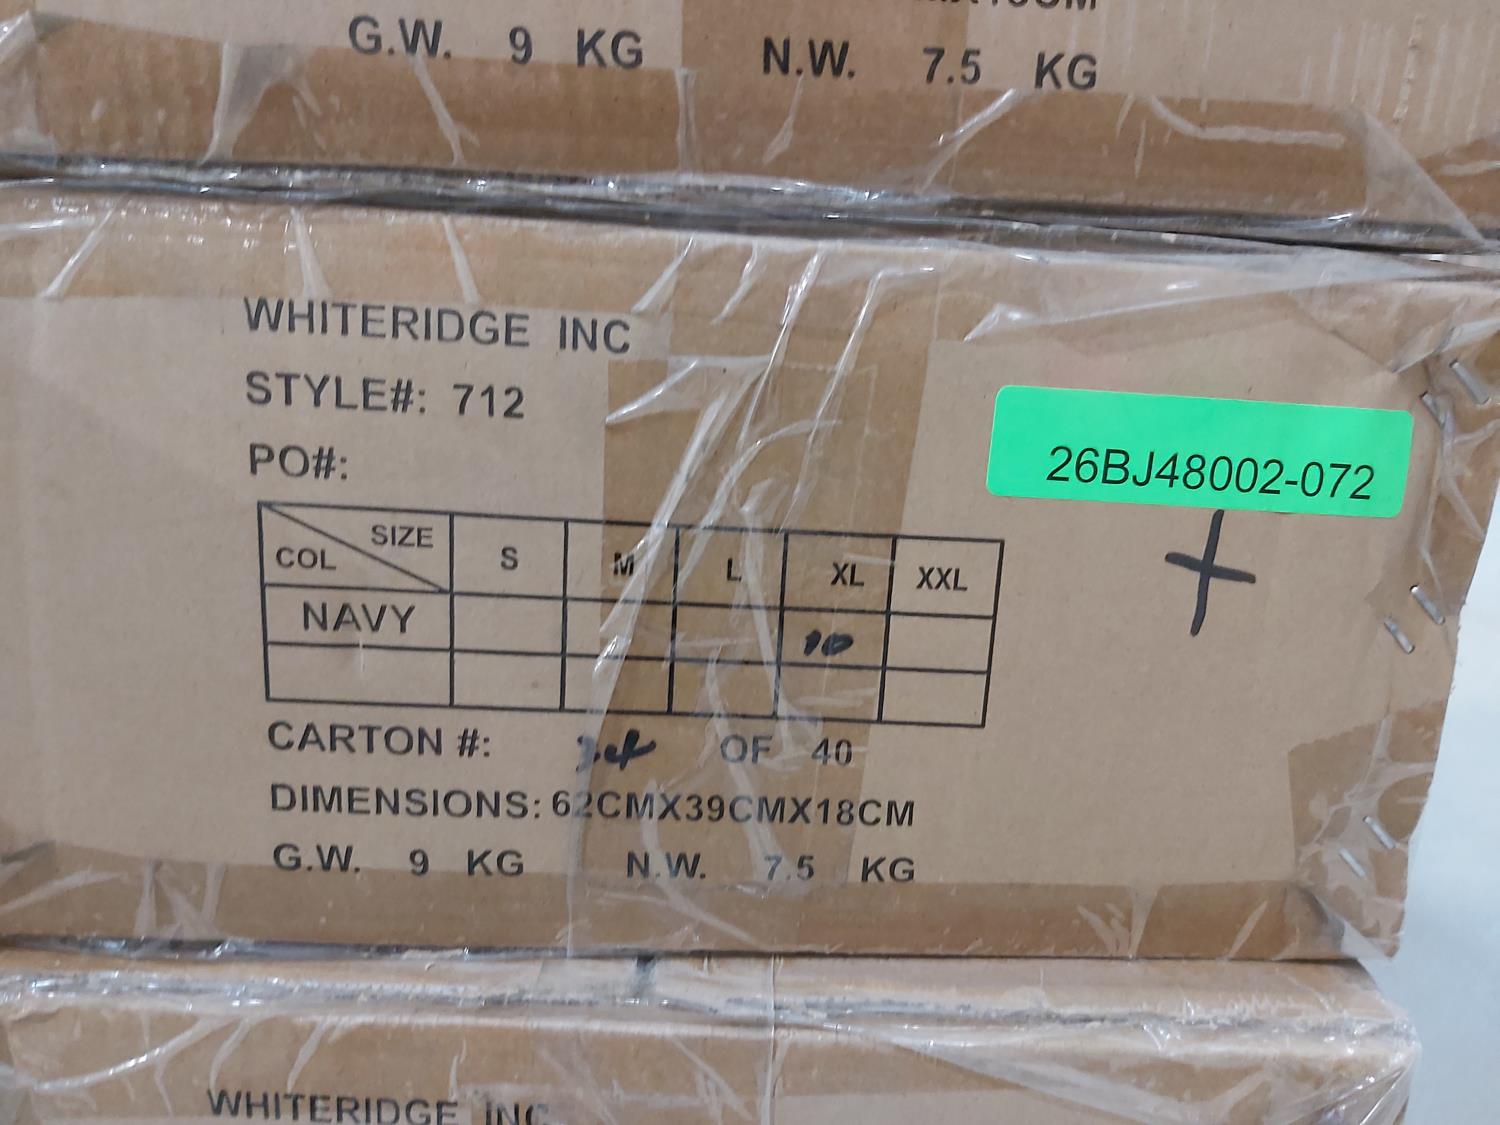 G.W. 9 KG N.W. 7.5 KG
WHITERIDGE INC
STYLE#: 712
PO#:
26BJ48002-072
SIZE
COL S M L XL XXL
NAVY 10
CARTON #: OF 40
DIMENSIONS: 62CMX39CMX18CM
G.W. 9 KG N.W. 7.5 KG
WHITERIDGE INC